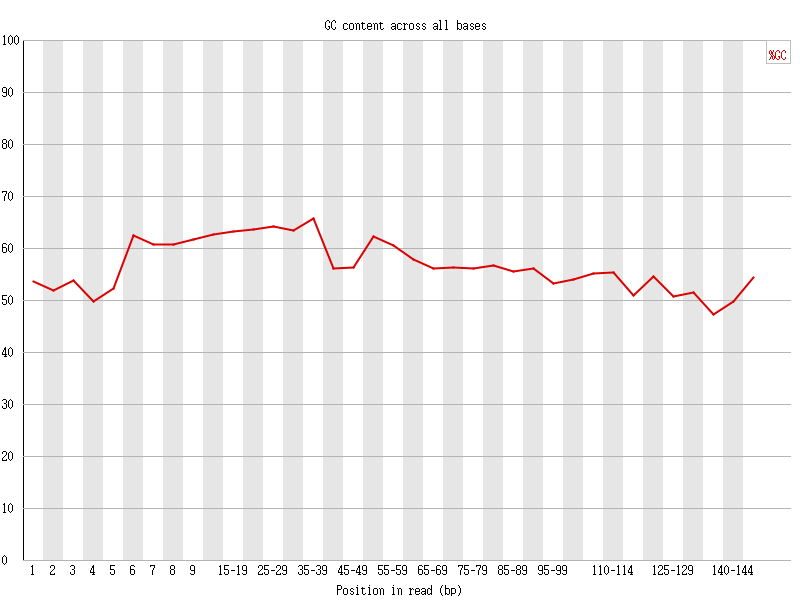 GC content across all bases
%GC
100
90
80
70
60
50
40
30
20
10
0
1 2 3 4 5 6 7 8 9 15-19 25-29 35-39 45-49 55-59 65-69 75-79 85-89 95-99 110-114 125-129 140-144
Position in read (bp)